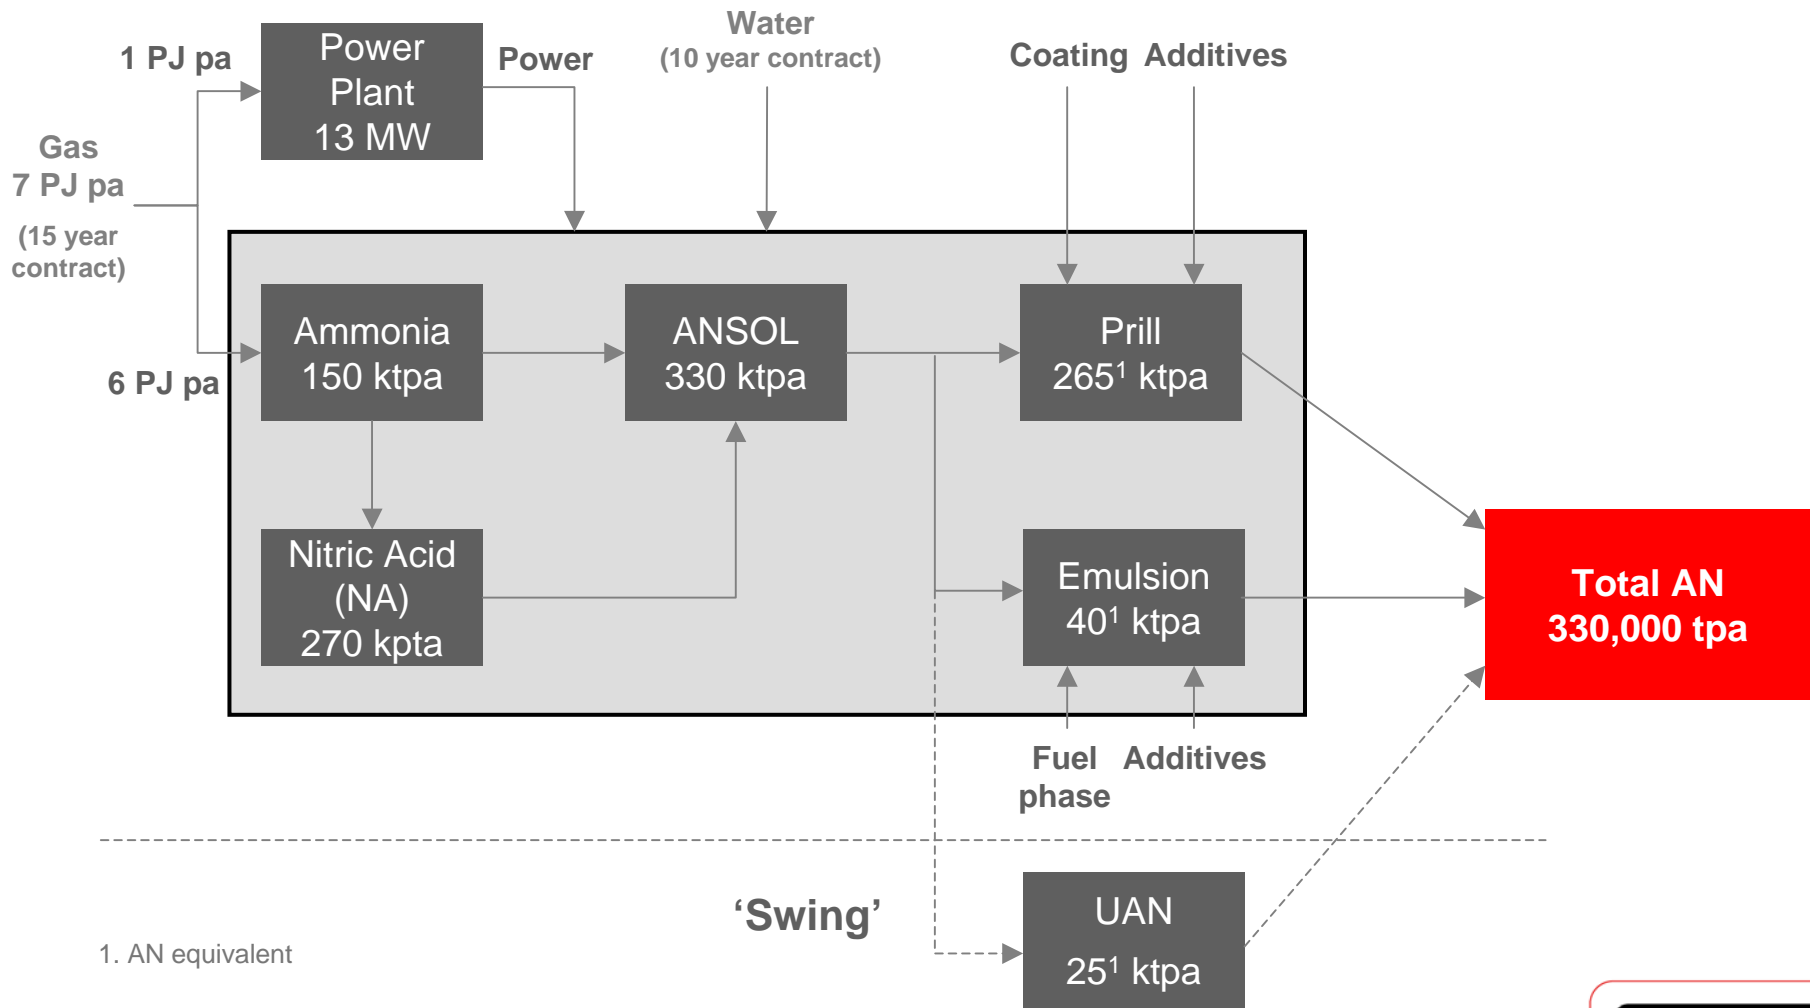 Water
(10 year contract)
1 PJ pa
Power
Plant
13 MW
Power
Coating Additives
Gas
7 PJ pa
(15 year
contract)
6 PJ pa
Ammonia
150 ktpa
ANSOL
330 ktpa
Prill
265¹ ktpa
Nitric Acid
(NA)
270 kpta
Emulsion
40¹ ktpa
Total AN
330,000 tpa
Fuel
phase
Additives
‘Swing’
UAN
25¹ ktpa
1. AN equivalent